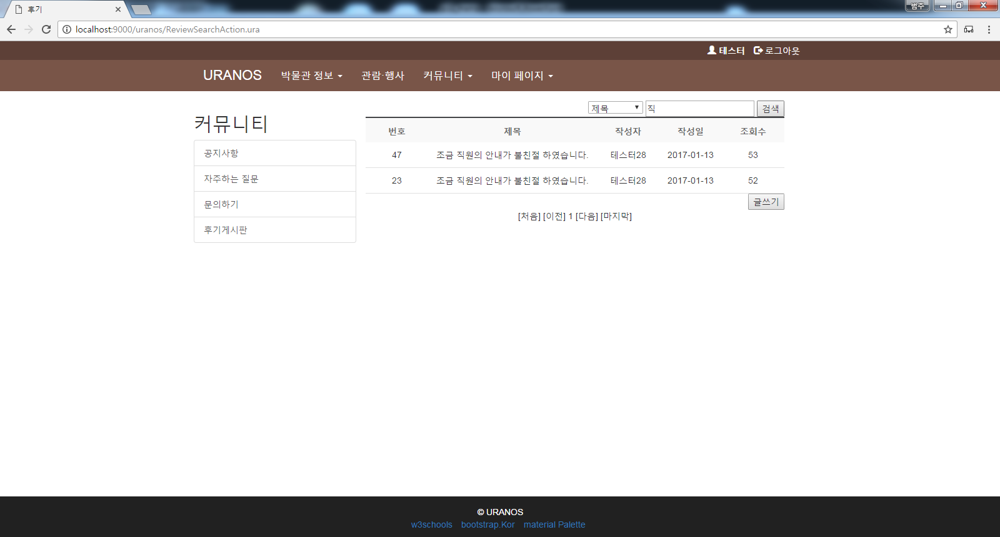 후기
범주
localhost:9000/uranos/ReviewSearchAction.ura
테스터 로그아웃
URANOS 박물관 정보 관람·행사 커뮤니티 마이 페이지
제목 직 검색
커뮤니티
공지사항
자주하는 질문
문의하기
후기게시판
번호 제목 작성자 작성일 조회수
47 조금 직원의 안내가 불친절 하였습니다. 테스터28 2017-01-13 53
23 조금 직원의 안내가 불친절 하였습니다. 테스터28 2017-01-13 52
글쓰기
[처음] [이전] 1 [다음] [마지막]
© URANOS
w3schools bootstrap.Kor material Palette